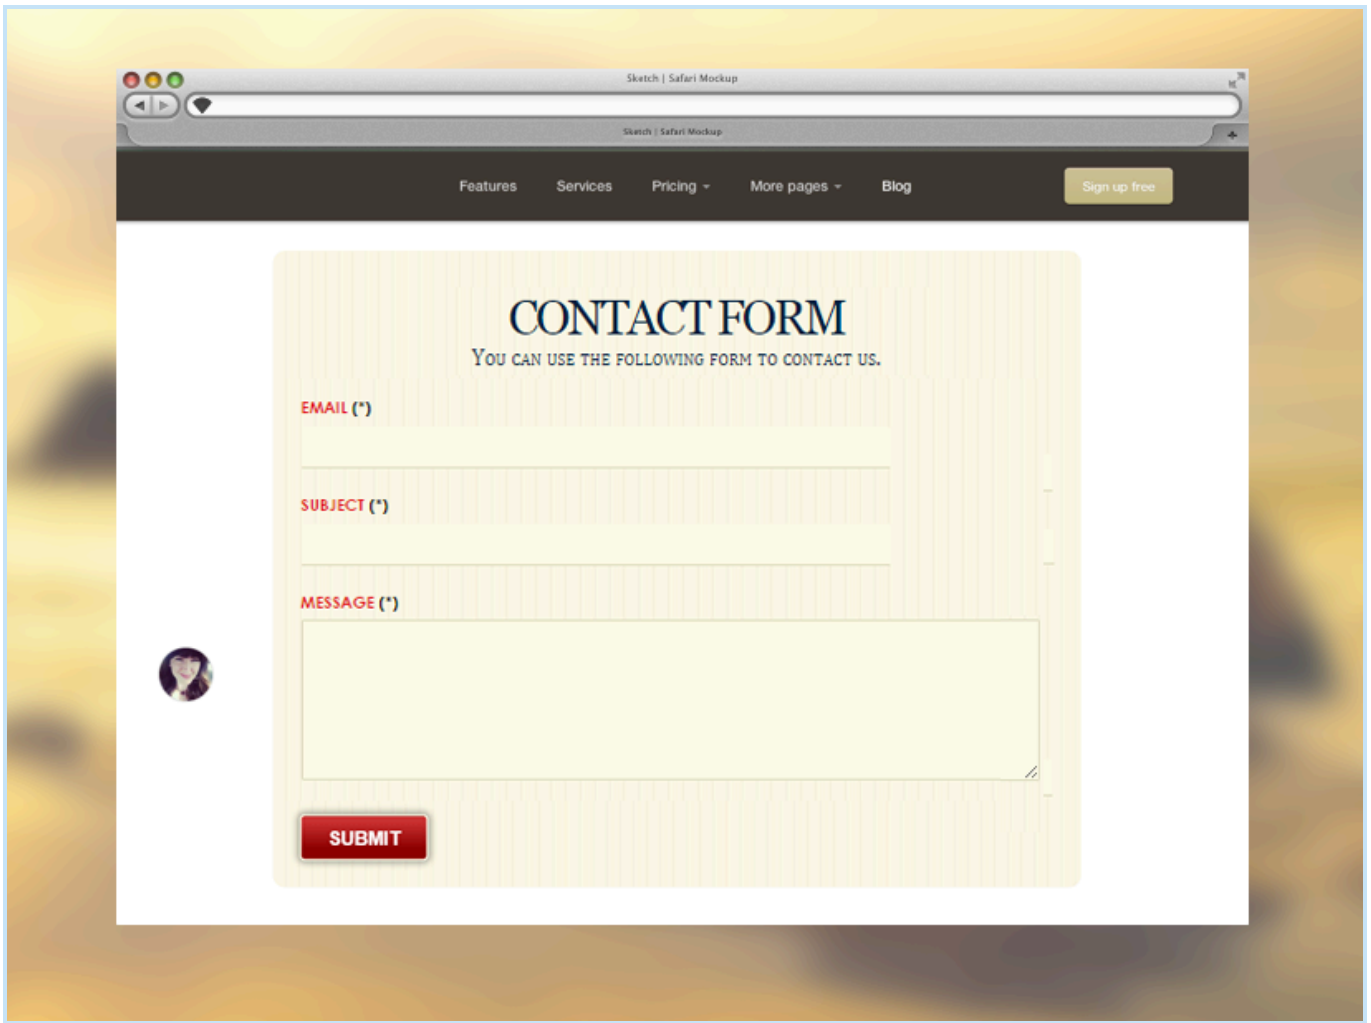 Sketch | Safari Mockup
Sketch | Safari Mockup
Features Services Pricing More pages Blog Sign up free
CONTACT FORM
You can use the following form to contact us.
EMAIL (*)
SUBJECT (*)
MESSAGE (*)
SUBMIT